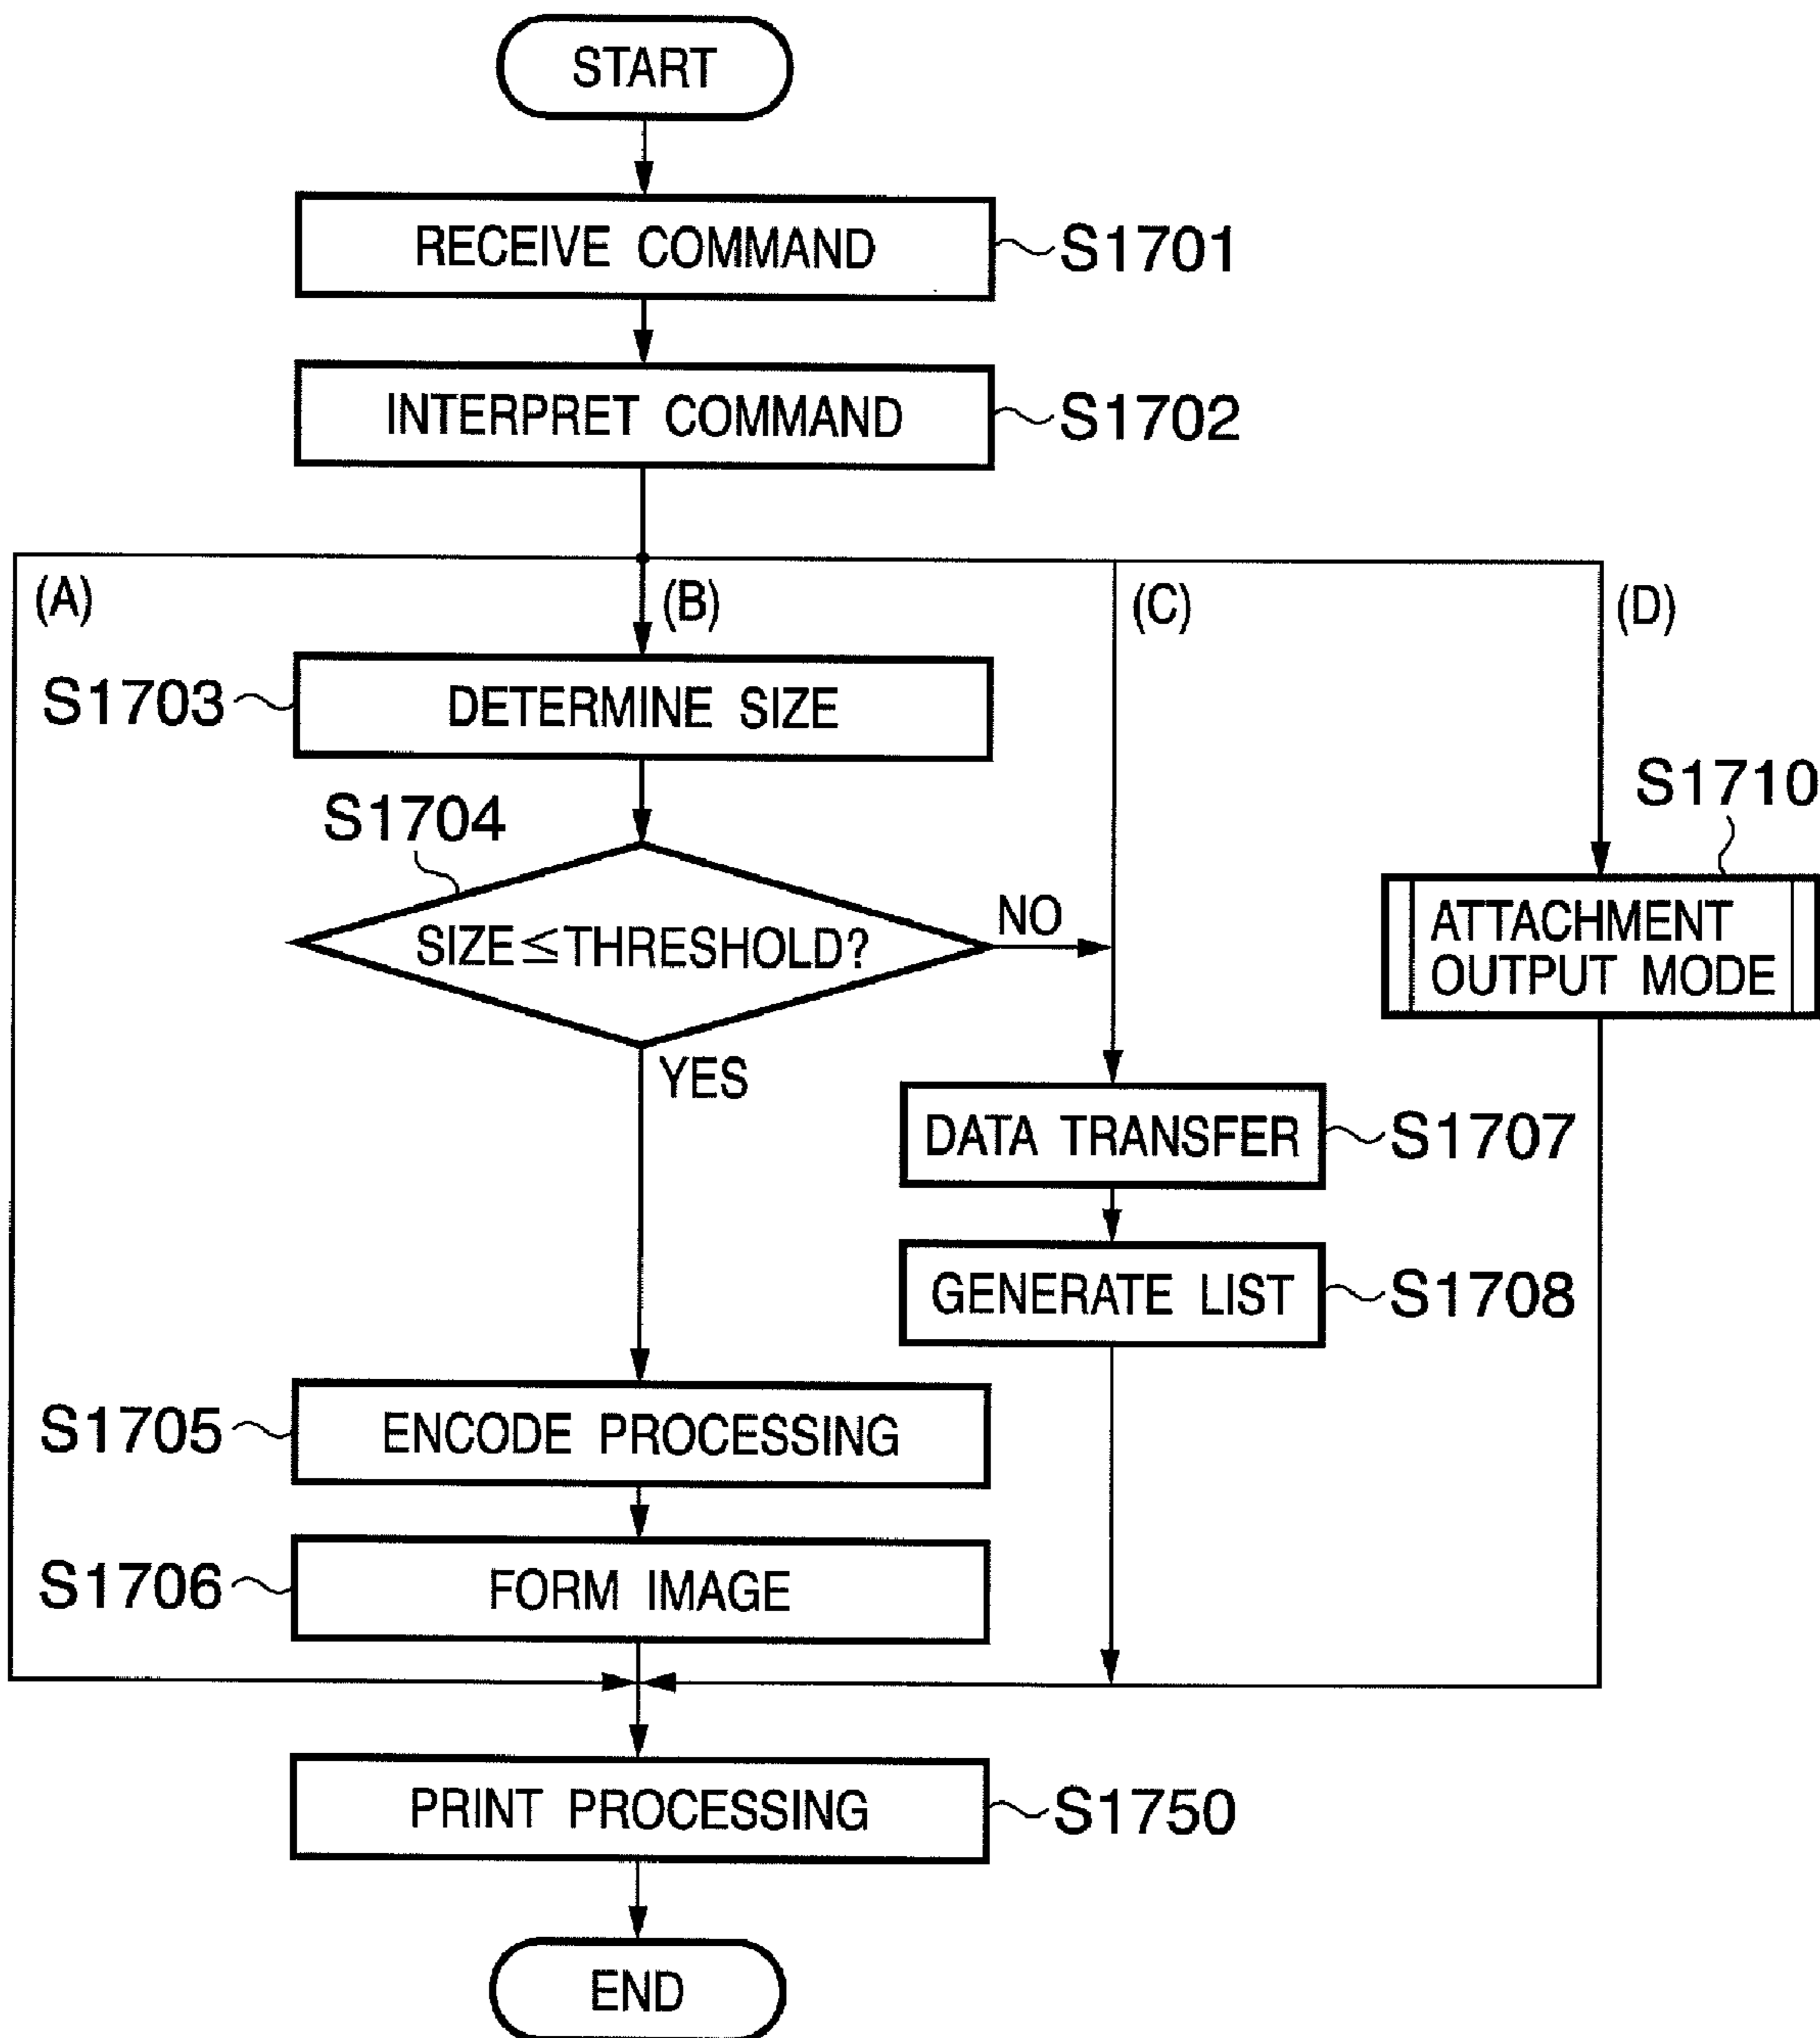 START
RECEIVE COMMAND
S1701
INTERPRET COMMAND
S1702
(A)
(B)
(C)
(D)
S1703
DETERMINE SIZE
S1710
S1704
SIZE≤THRESHOLD?
NO
ATTACHMENT
OUTPUT MODE
YES
DATA TRANSFER
S1707
GENERATE LIST
S1708
S1705
ENCODE PROCESSING
S1706
FORM IMAGE
PRINT PROCESSING
S1750
END